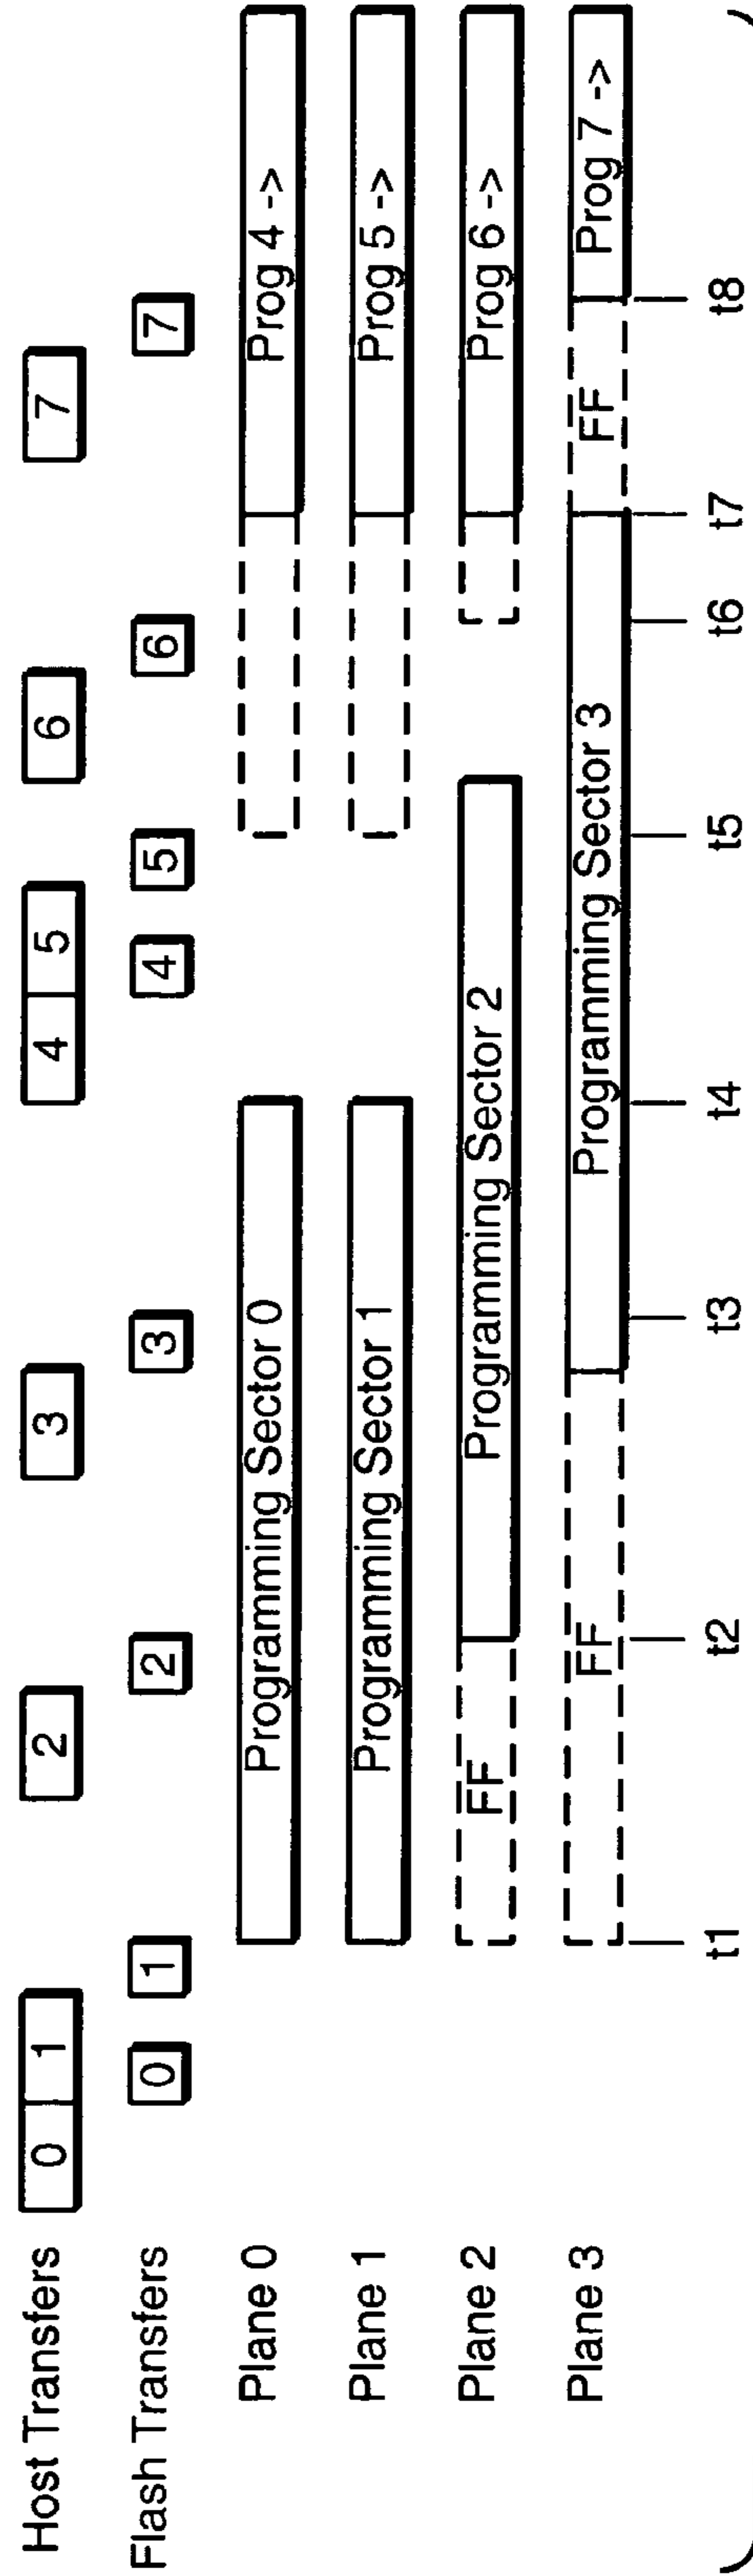 Host Transfers 0 1 2 3 4 5 6 7
Flash Transfers 0 1 2 3 4 5 6 7
Plane 0 Programming Sector 0 Prog 4 ->
Plane 1 Programming Sector 1 Prog 5 ->
Plane 2 FF Programming Sector 2 Prog 6 ->
Plane 3 FF Programming Sector 3 FF Prog 7 ->
t1 t2 t3 t4 t5 t6 t7 t8